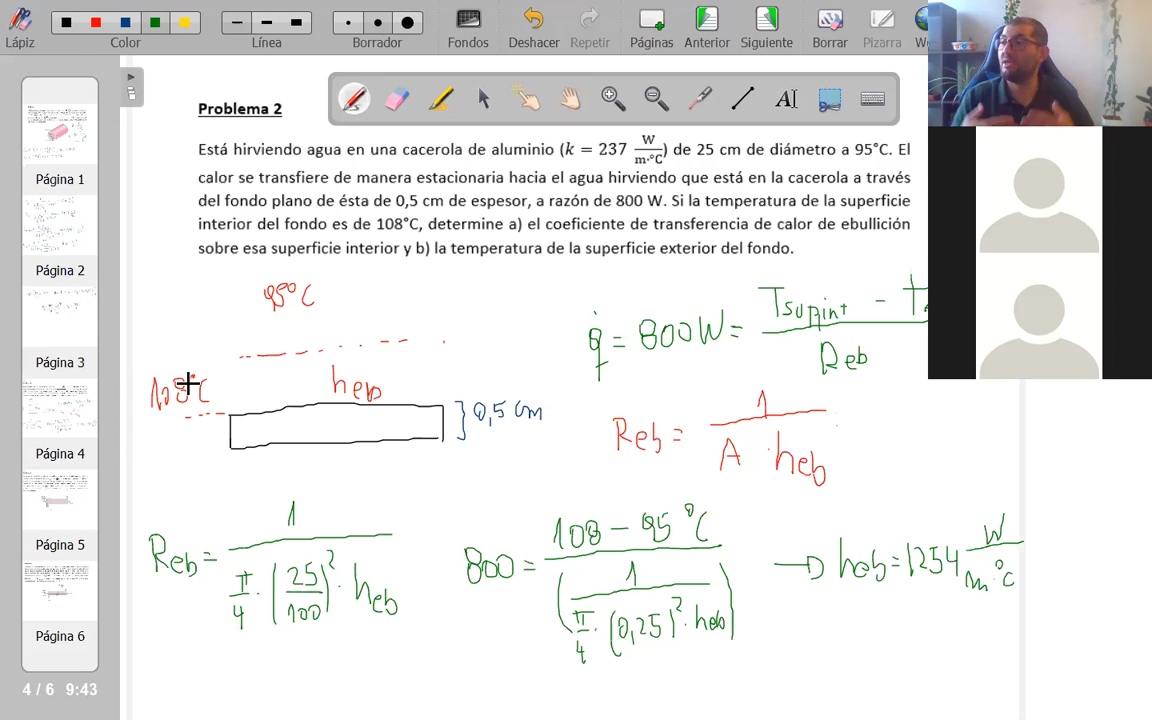 Lápiz
Color
Línea
Borrador
Fondos
Deshacer
Repetir
Páginas
Anterior
Siguiente
Borrar
Pizarra
Página 1
Página 2
Página 3
Página 4
Página 5
Página 6
4 / 6 9:43
Problema 2
Está hirviendo agua en una cacerola de aluminio (k = 237 W/m·°C) de 25 cm de diámetro a 95°C. El
calor se transfiere de manera estacionaria hacia el agua hirviendo que está en la cacerola a través
del fondo plano de ésta de 0,5 cm de espesor, a razón de 800 W. Si la temperatura de la superficie
interior del fondo es de 108°C, determine a) el coeficiente de transferencia de calor de ebullición
sobre esa superficie interior y b) la temperatura de la superficie exterior del fondo.
95°C
108°C
heb
0,5 cm
q̇ = 800W = Tsup int - T / Reb
Reb = 1 / A · heb
Reb = 1 / π/4 · (25/100)² · heb
800 = 108 - 95 °C / (1 / π/4 · (0,25)² · heb)
→ heb = 1254 W / m · °C